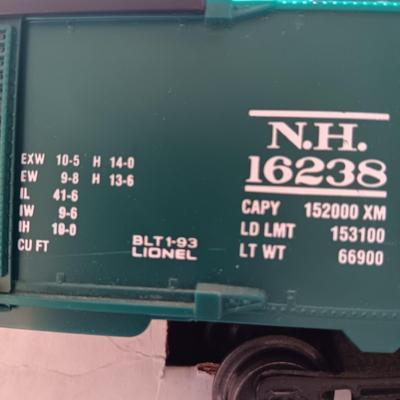 N.H.
16238
CAPY 152000 XM
LD LMT 153100
LT WT 66900
EXW 10-5 H 14-0
EW 9-8 H 13-6
IL 41-6
IW 9-6
IH 10-0
CU FT
BLT 1-93
LIONEL